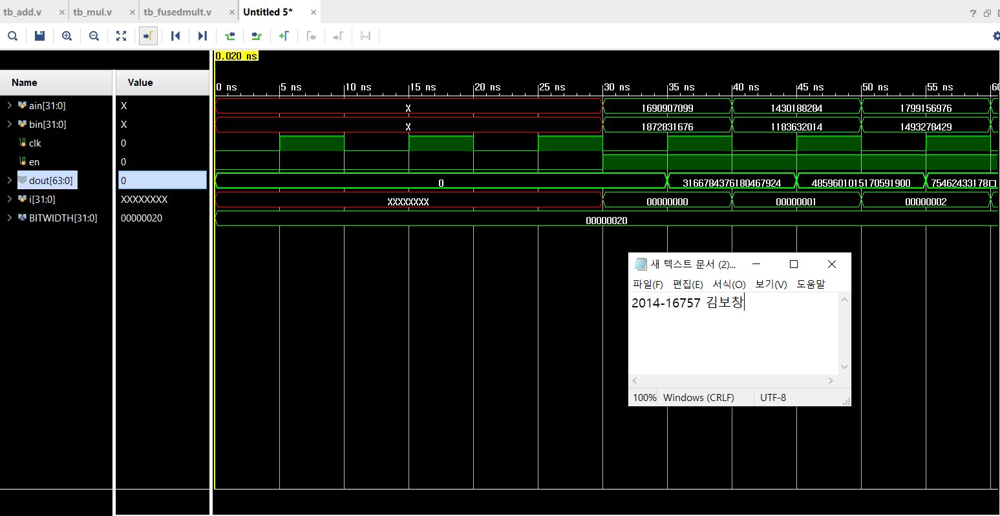 tb_add.v × tb_mul.v × tb_fusedmult.v × Untitled 5* ×
0.020 ns
Name Value
0 ns 5 ns 10 ns 15 ns 20 ns 25 ns 30 ns 35 ns 40 ns 45 ns 50 ns 55 ns 60
ain[31:0] X X 1690907099 1430188284 1799156976
bin[31:0] X X 1872831676 1183632014 1493278429
clk 0
en 0
dout[63:0] 0 0 3166784376180467924 4859601015170591900 75462433178
i[31:0] XXXXXXXX XXXXXXXX 00000000 00000001 00000002
BITWIDTH[31:0] 00000020 00000020
새 텍스트 문서 (2)...
파일(F) 편집(E) 서식(O) 보기(V) 도움말
2014-16757 김보창
100% Windows (CRLF) UTF-8